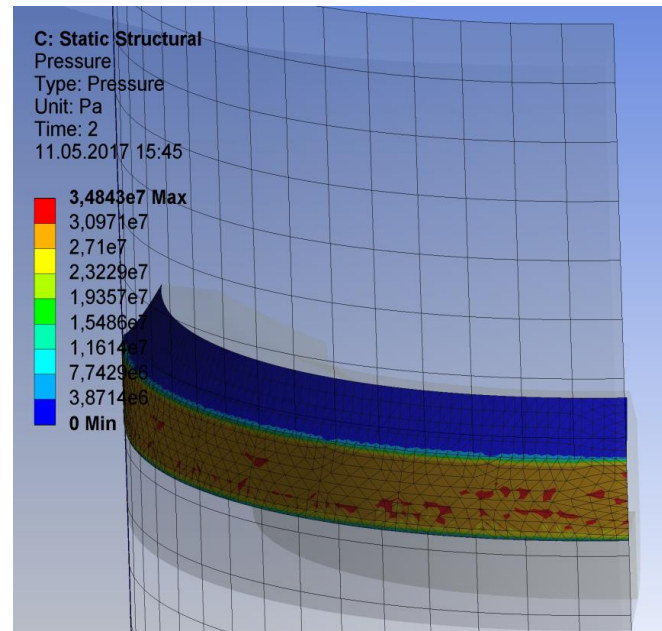 C: Static Structural
Pressure
Type: Pressure
Unit: Pa
Time: 2
11.05.2017 15:45
3,4843e7 Max
3,0971e7
2,71e7
2,3229e7
1,9357e7
1,5486e7
1,1614e7
7,7429e6
3,8714e6
0 Min